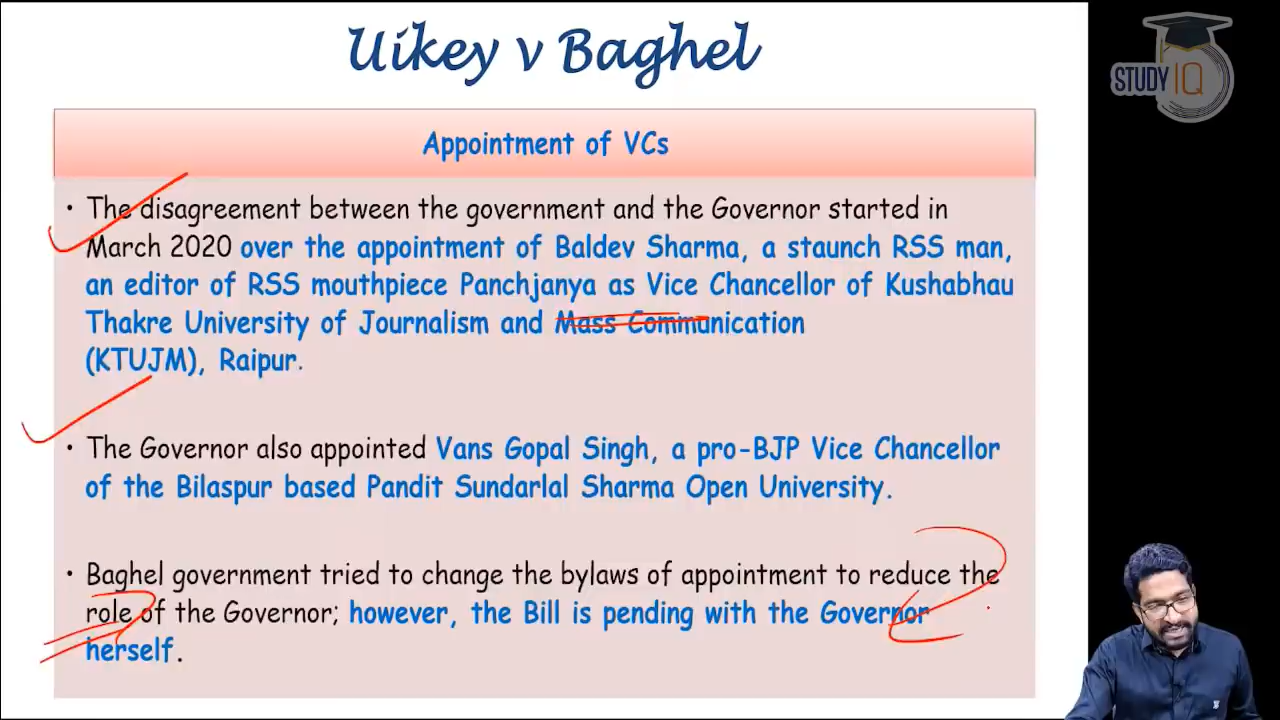 Uikey v Baghel
STUDY IQ
Appointment of VCs
• The disagreement between the government and the Governor started in
March 2020 over the appointment of Baldev Sharma, a staunch RSS man,
an editor of RSS mouthpiece Panchjanya as Vice Chancellor of Kushabhau
Thakre University of Journalism and Mass Communication
(KTUJM), Raipur.
• The Governor also appointed Vans Gopal Singh, a pro-BJP Vice Chancellor
of the Bilaspur based Pandit Sundarlal Sharma Open University.
• Baghel government tried to change the bylaws of appointment to reduce the
role of the Governor; however, the Bill is pending with the Governor
herself.